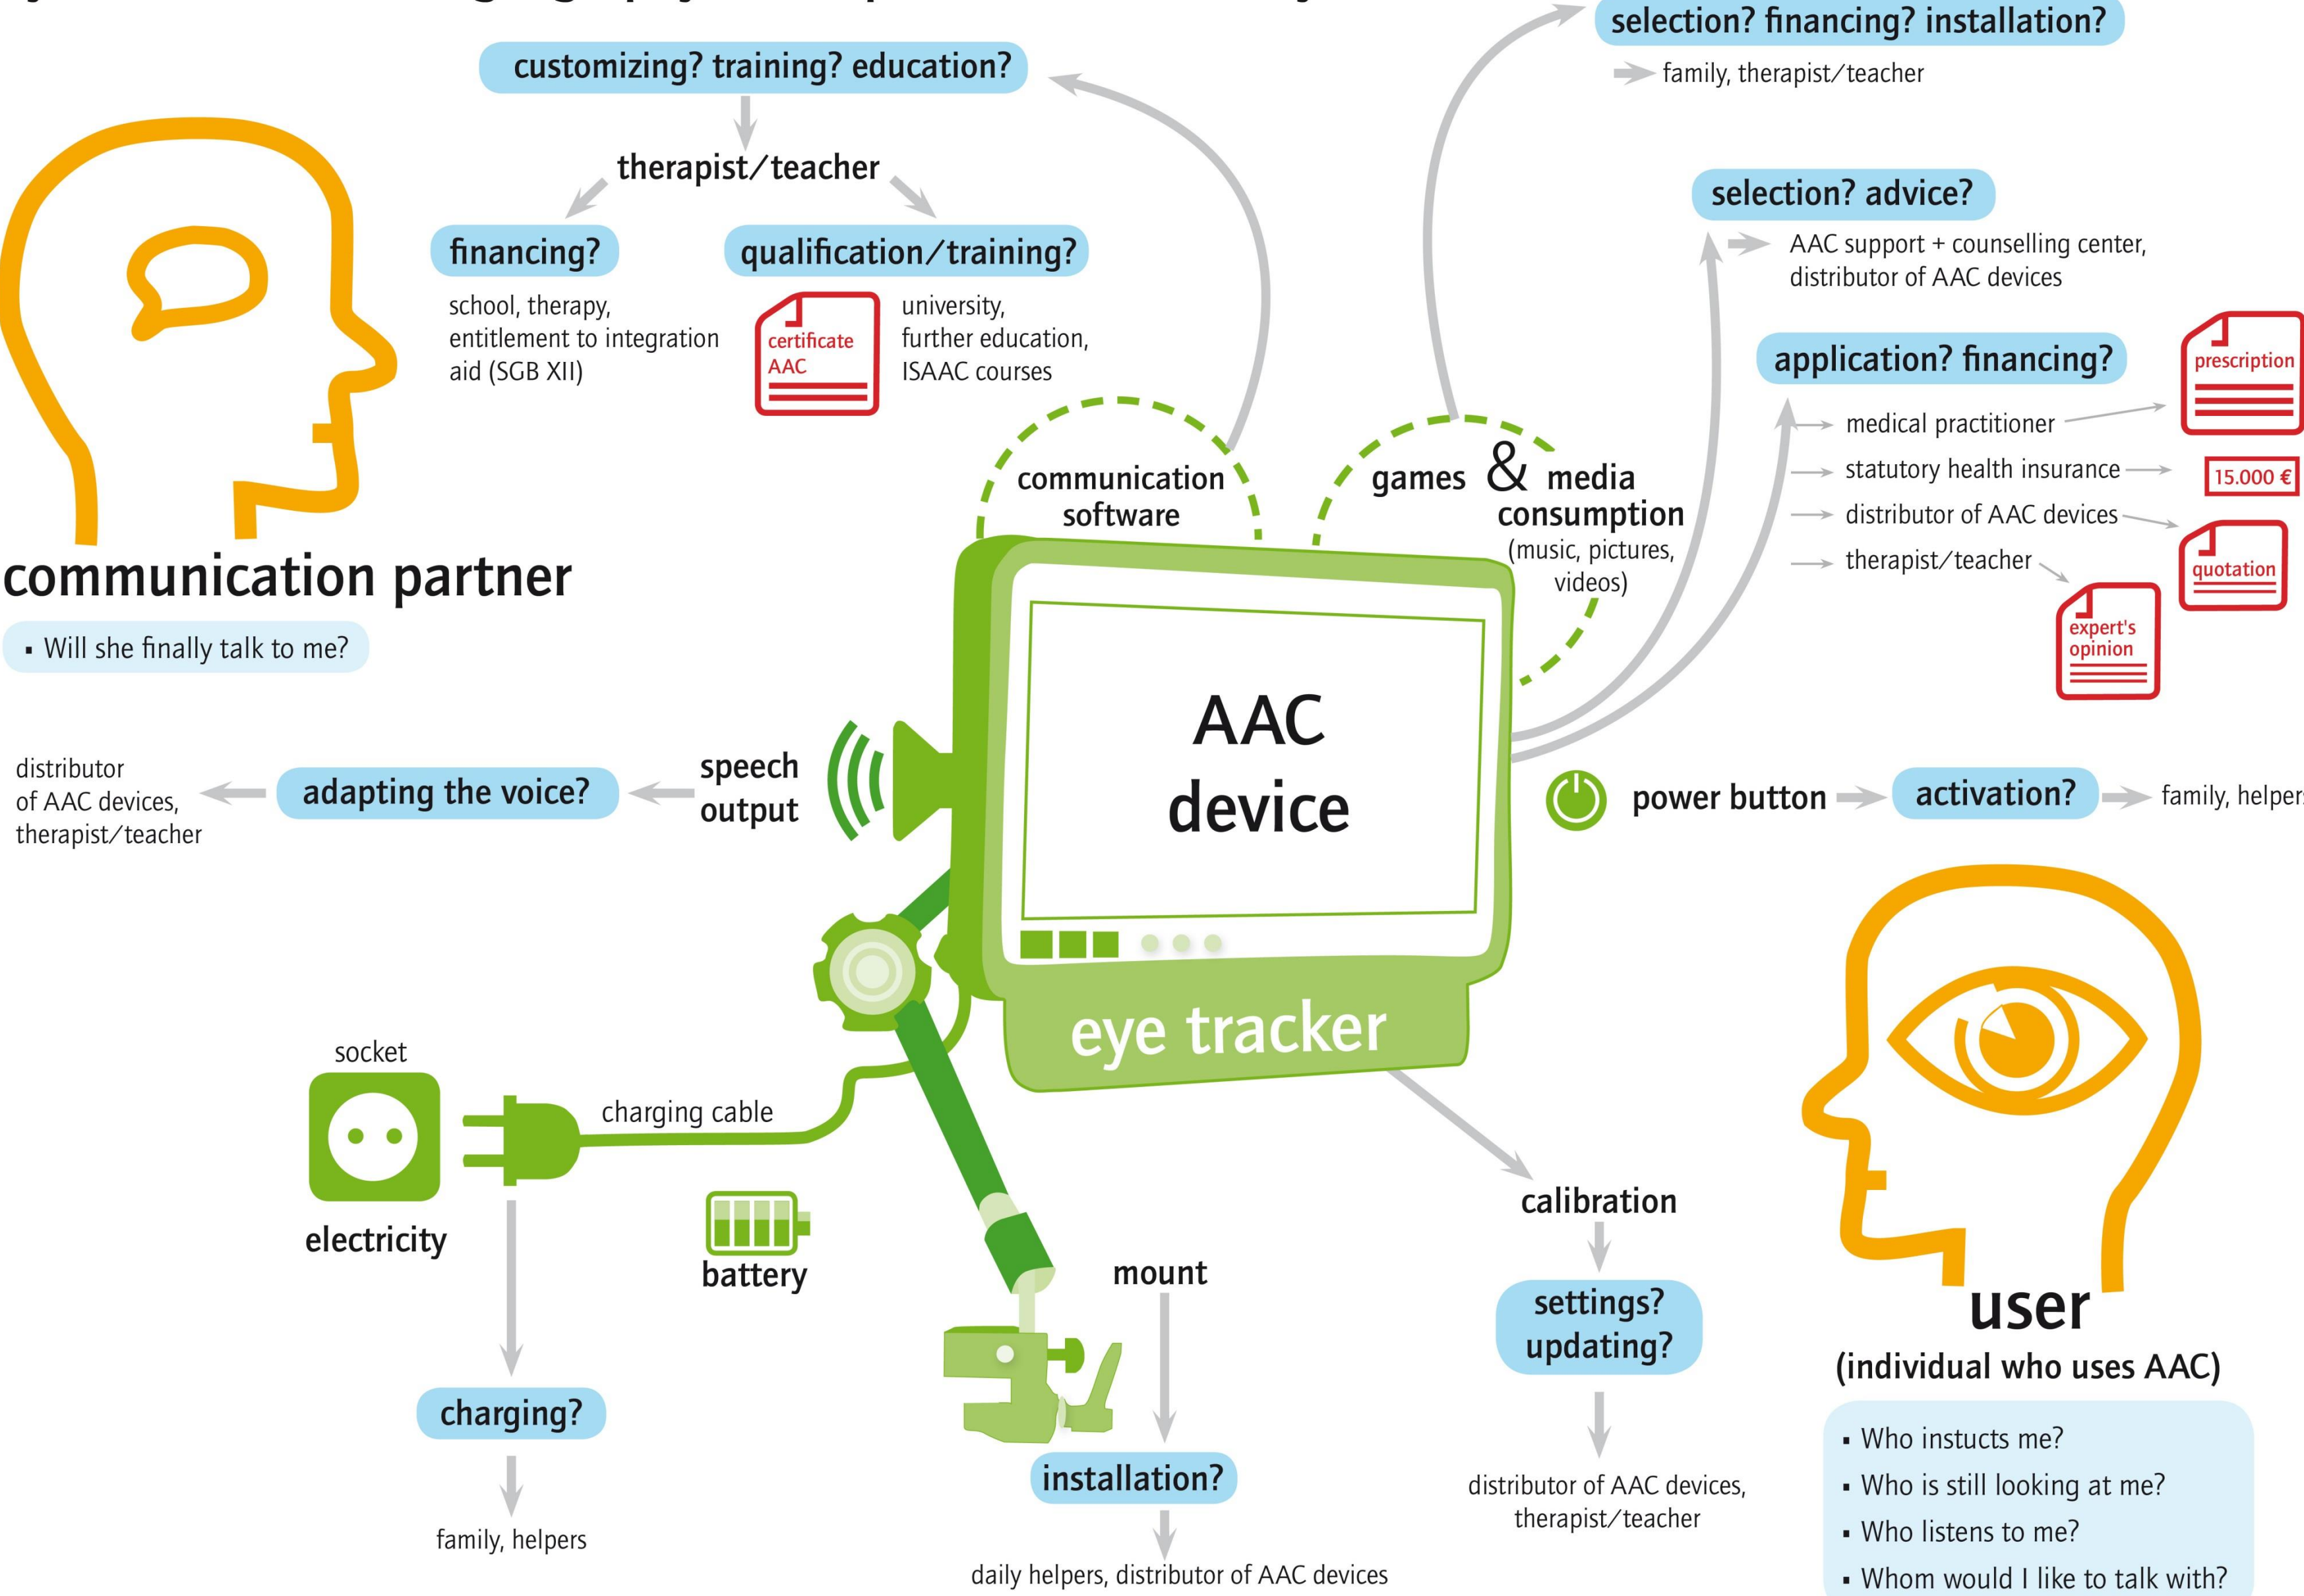 customizing? training? education?
therapist/teacher
financing?
school, therapy,
entitlement to integration
aid (SGB XII)
qualification/training?
certificate
AAC
university,
further education,
ISAAC courses
selection? financing? installation?
family, therapist/teacher
selection? advice?
AAC support + counselling center,
distributor of AAC devices
application? financing?
medical practitioner
prescription
statutory health insurance
15.000 €
distributor of AAC devices
quotation
therapist/teacher
expert's
opinion
communication
software
games & media
consumption
(music, pictures,
videos)
communication partner
▪ Will she finally talk to me?
distributor
of AAC devices,
therapist/teacher
adapting the voice?
speech
output
AAC
device
eye tracker
power button
activation?
family, helpers
socket
charging cable
electricity
battery
charging?
family, helpers
mount
installation?
daily helpers, distributor of AAC devices
calibration
settings?
updating?
distributor of AAC devices,
therapist/teacher
user
(individual who uses AAC)
▪ Who instucts me?
▪ Who is still looking at me?
▪ Who listens to me?
▪ Whom would I like to talk with?